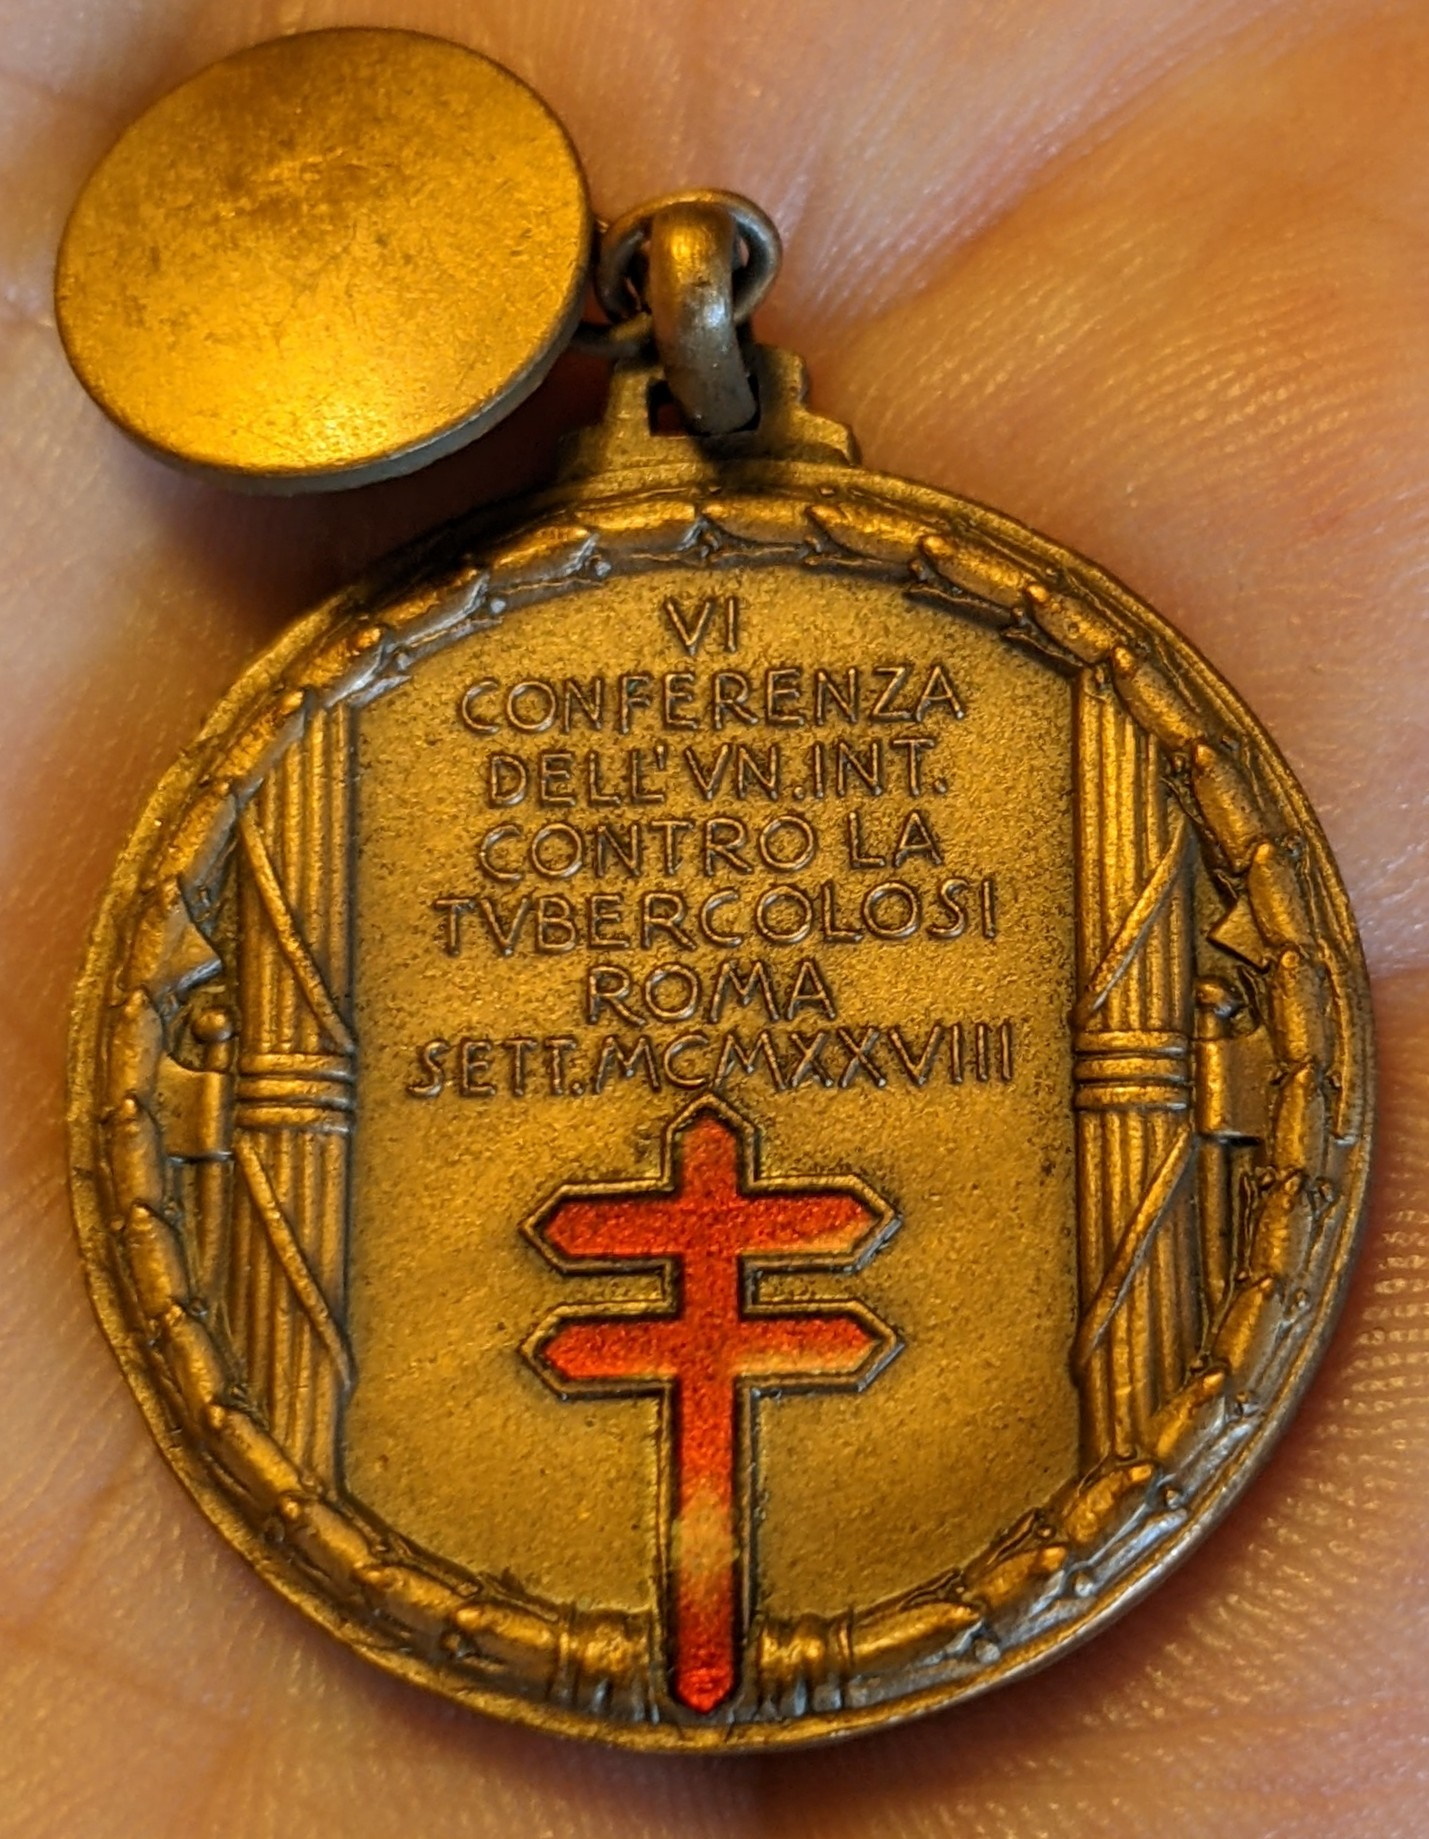 VI
CONFERENZA
DELL'VN.INT.
CONTRO LA
TVBERCOLOSI
ROMA
SETT.MCMXXVIII